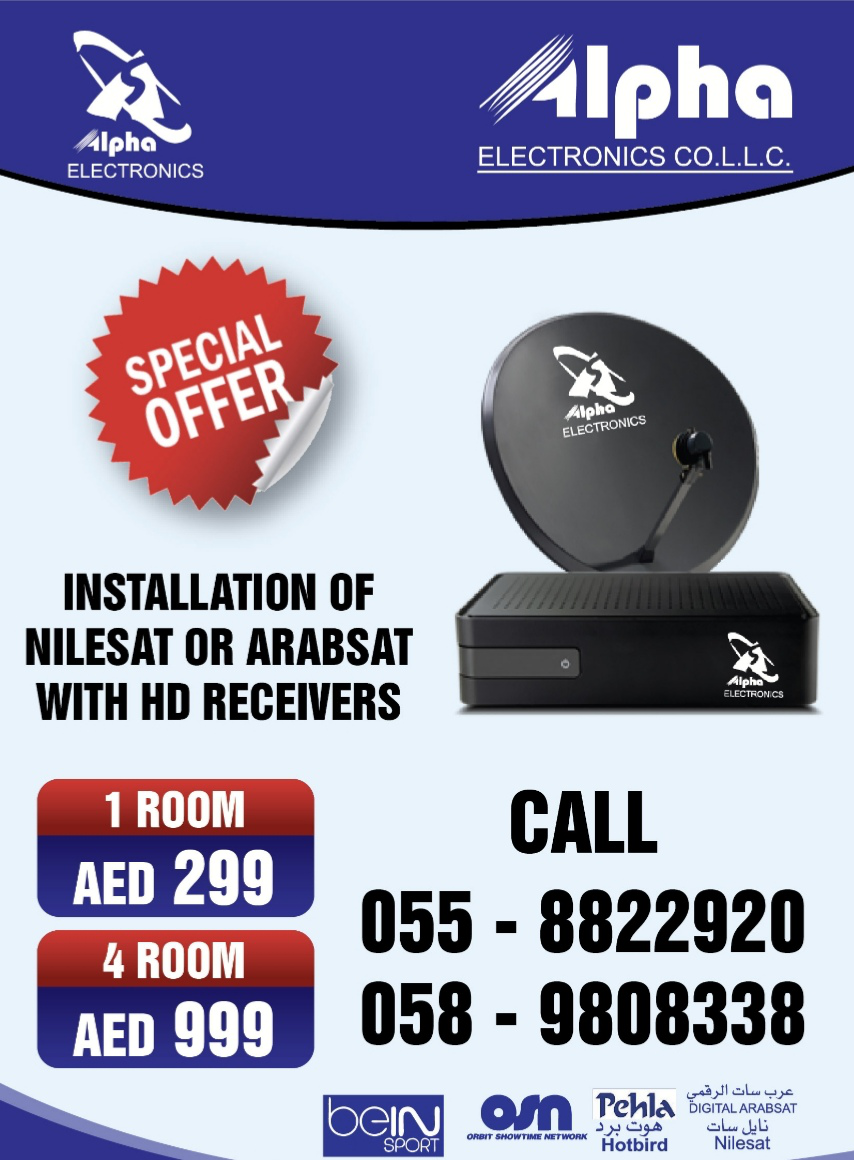 Alpha
ELECTRONICS
Alpha
ELECTRONICS CO.L.L.C.
SPECIAL
OFFER
Alpha
ELECTRONICS
INSTALLATION OF
NILESAT OR ARABSAT
WITH HD RECEIVERS
Alpha
ELECTRONICS
1 ROOM
AED 299
4 ROOM
AED 999
CALL
055 - 8822920
058 - 9808338
beIN
SPORT
osn
ORBIT SHOWTIME NETWORK
Pehla
هوت برد
Hotbird
عرب سات الرقمي
DIGITAL ARABSAT
نايل سات
Nilesat